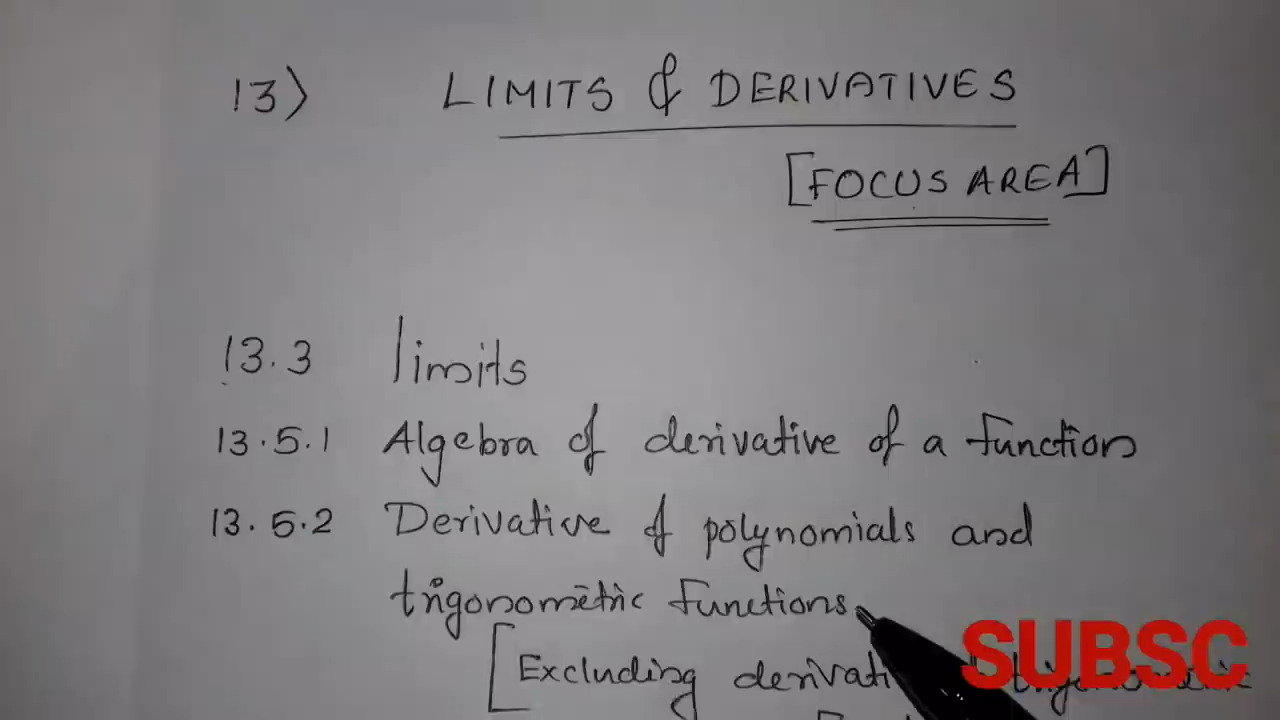 13) LIMITS & DERIVATIVES
[FOCUS AREA]
13.3 limits
13.5.1 Algebra of derivative of a function
13.5.2 Derivative of polynomials and
trigonometric functions
[Excluding
SUBSC